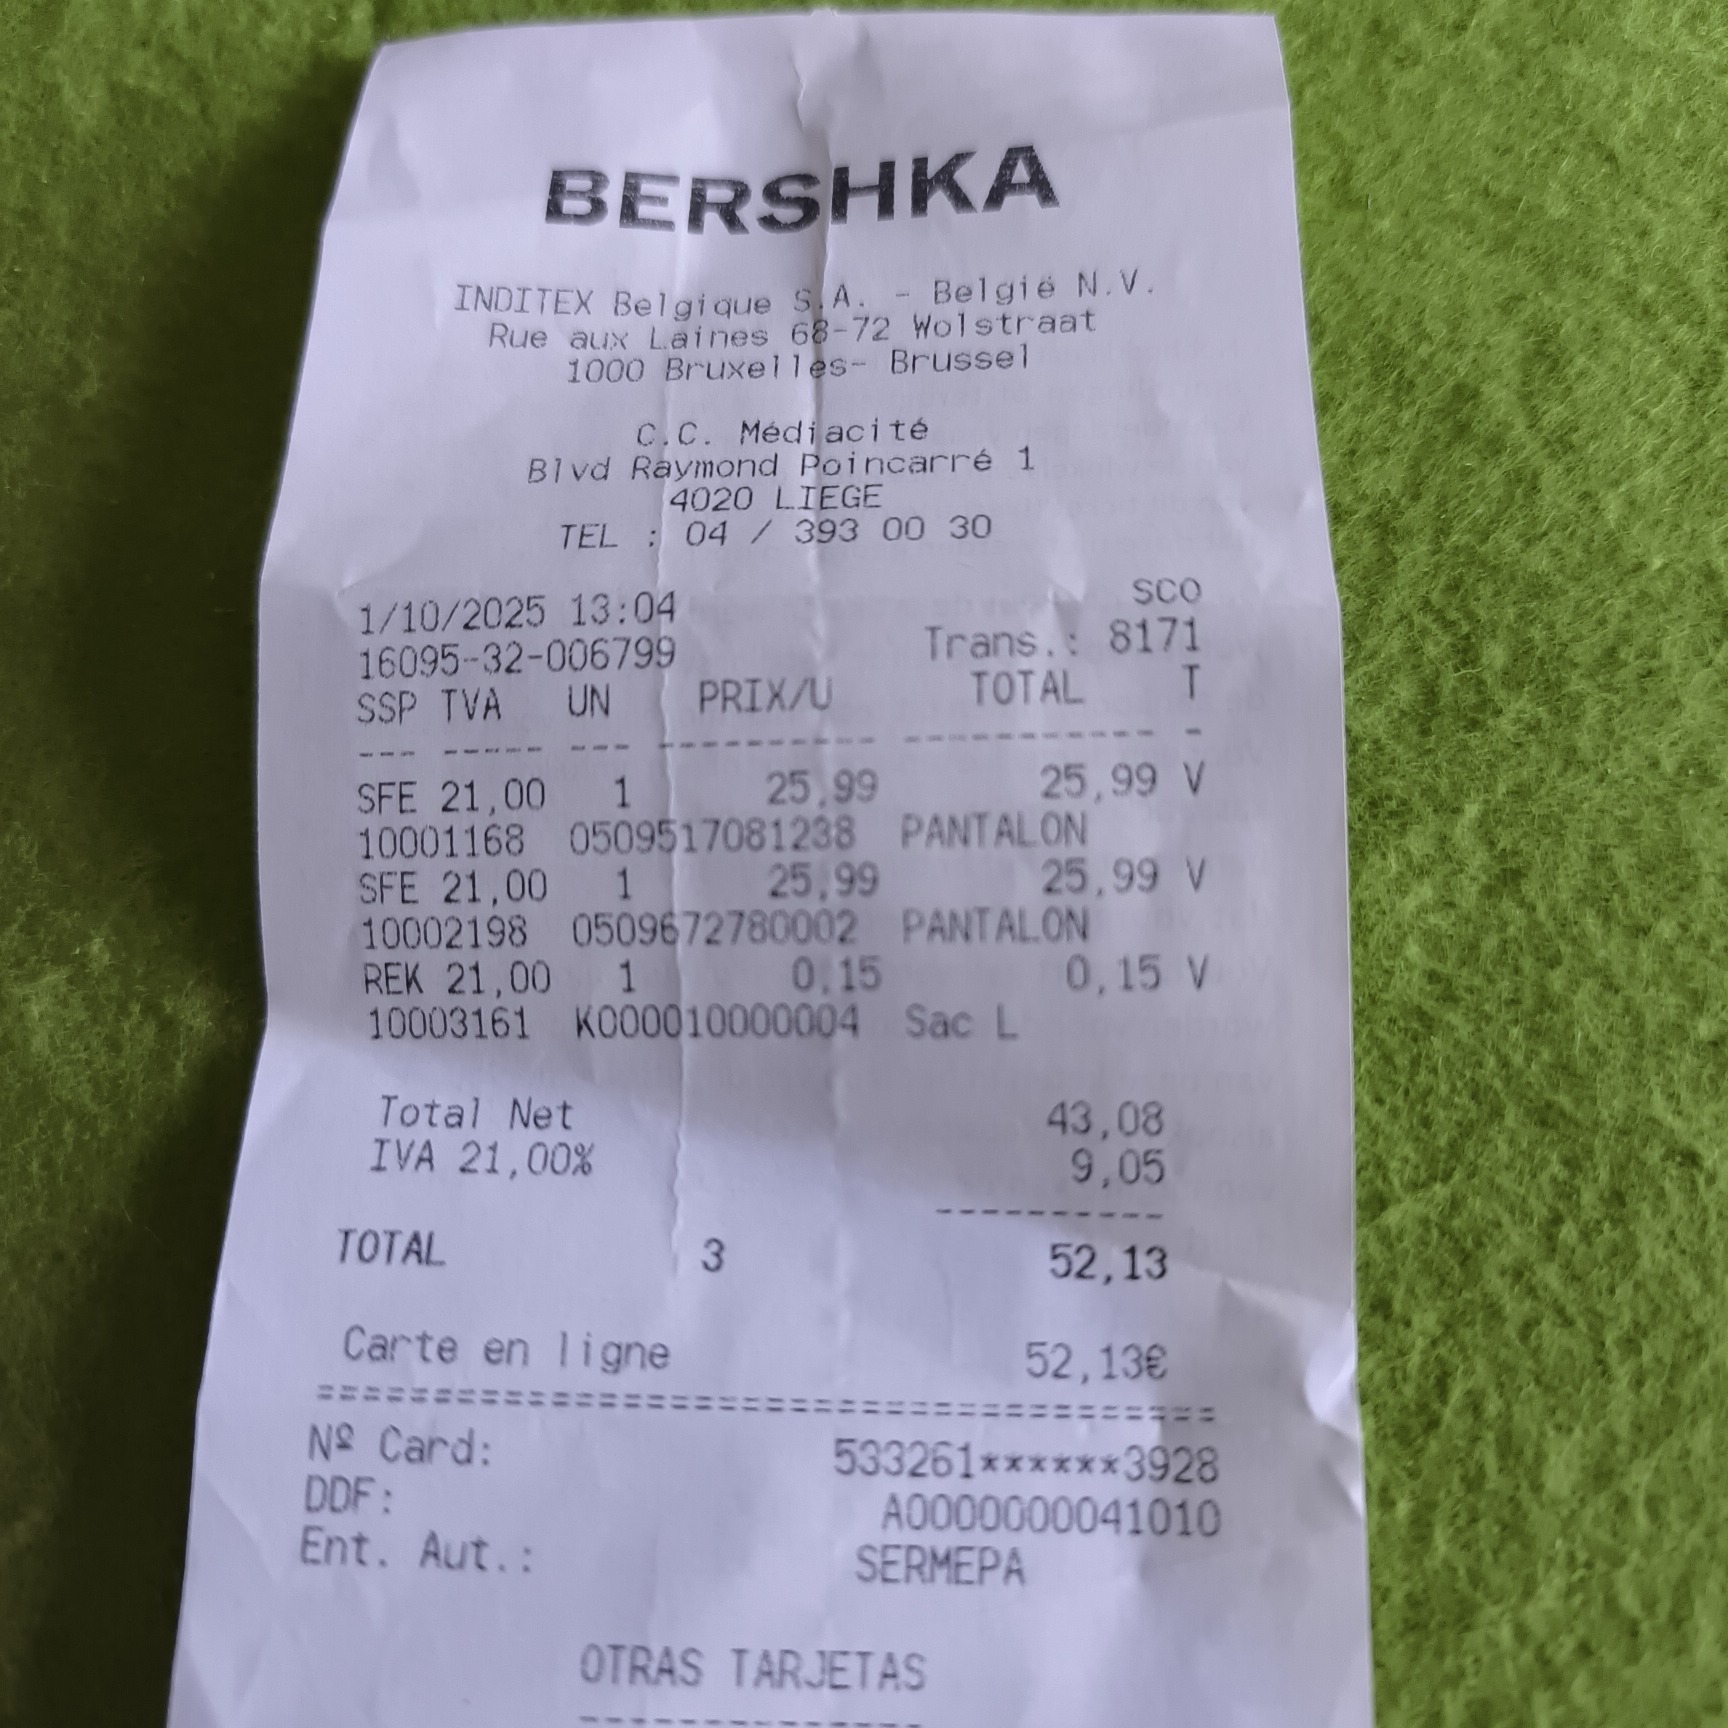 BERSHKA
INDITEX Belgique S.A. - België N.V.
Rue aux Laines 68-72 Wolstraat
1000 Bruxelles- Brussel
C.C. Médiacité
Blvd Raymond Poincarré 1
4020 LIEGE
TEL : 04 / 393 00 30
SCO
1/10/2025 13:04
16095-32-006799 Trans.: 8171
SSP TVA UN PRIX/U TOTAL T
--- ----- --- ----------- ------------- -
SFE 21,00 1 25,99 25,99 V
10001168 0509517081238 PANTALON
SFE 21,00 1 25,99 25,99 V
10002198 0509672780002 PANTALON
REK 21,00 1 0,15 0,15 V
10003161 K000010000004 Sac L
Total Net 43,08
IVA 21,00% 9,05
----------
TOTAL 3 52,13
Carte en ligne 52,13€
=======================================
Nº Card: 533261******3928
DDF: A0000000041010
Ent. Aut.: SERMEPA
OTRAS TARJETAS
--------------